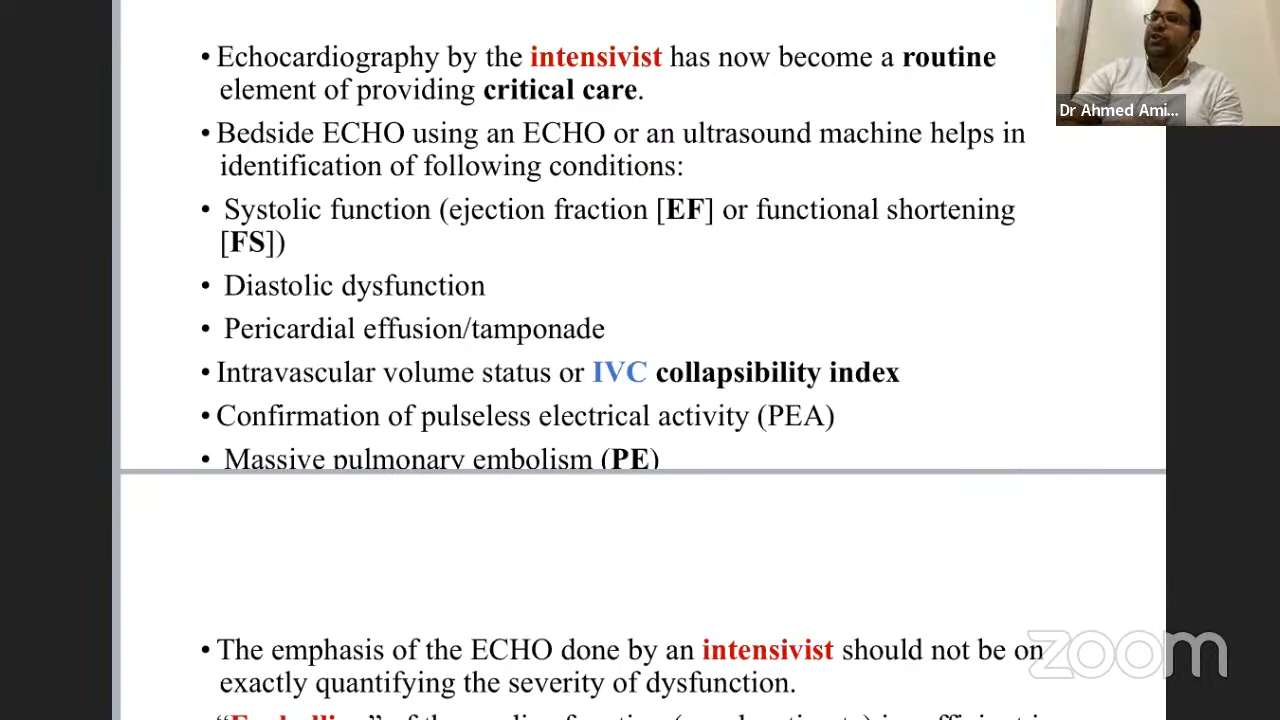 • Echocardiography by the intensivist has now become a routine
element of providing critical care.
• Bedside ECHO using an ECHO or an ultrasound machine helps in
identification of following conditions:
• Systolic function (ejection fraction [EF] or functional shortening
[FS])
• Diastolic dysfunction
• Pericardial effusion/tamponade
• Intravascular volume status or IVC collapsibility index
• Confirmation of pulseless electrical activity (PEA)
• Massive pulmonary embolism (PE)
Dr Ahmed Ami...
• The emphasis of the ECHO done by an intensivist should not be on
exactly quantifying the severity of dysfunction.
zoom